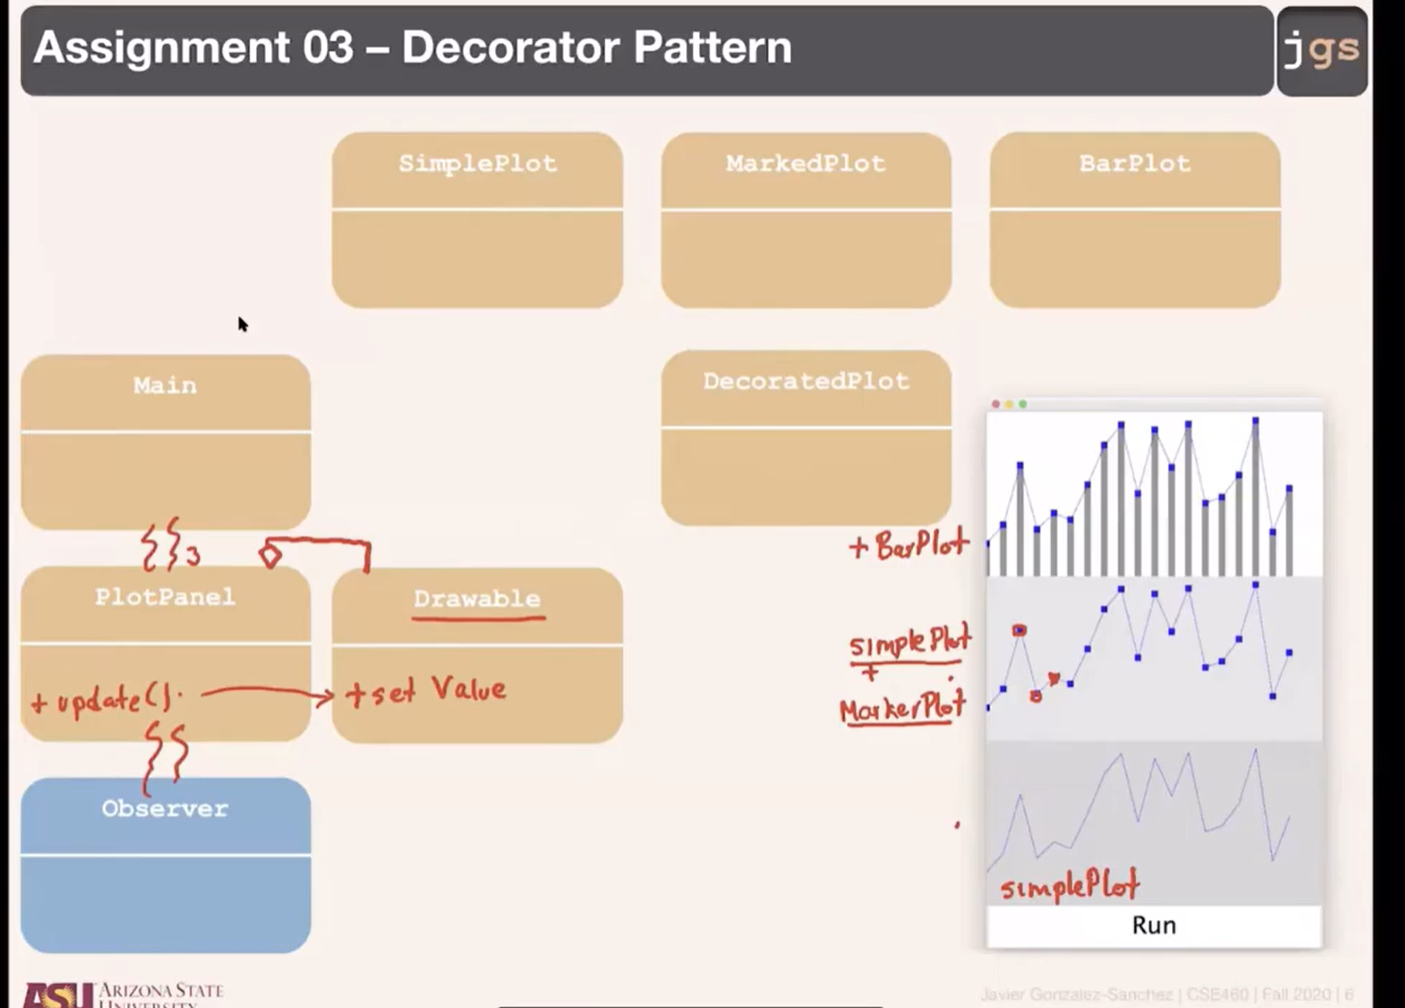 Assignment 03 – Decorator Pattern
jgs
SimplePlot
MarkedPlot
BarPlot
Main
DecoratedPlot
+ BarPlot
3
PlotPanel
Drawable
simplePlot
+
MarkerPlot
+ update()
+ set Value
Observer
simplePlot
Run
ASU ARIZONA STATE
UNIVERSITY
Javier Gonzalez-Sanchez | CSE460 | Fall 2020 | 6